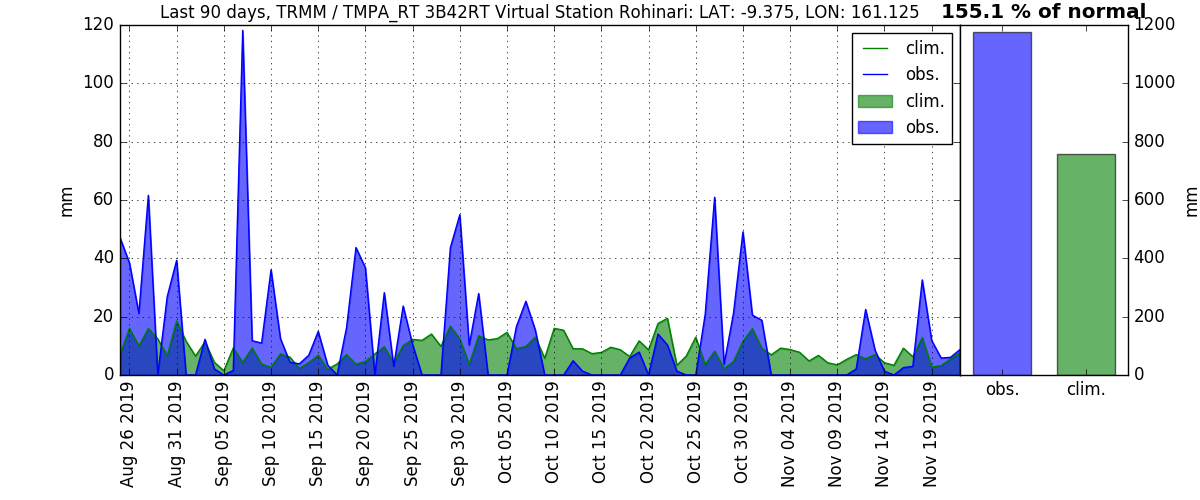 Last 90 days, TRMM / TMPA_RT 3B42RT Virtual Station Rohinari: LAT: -9.375, LON: 161.125
155.1 % of normal
mm
120
100
80
60
40
20
0
clim.
obs.
clim.
obs.
Aug 26 2019
Aug 31 2019
Sep 05 2019
Sep 10 2019
Sep 15 2019
Sep 20 2019
Sep 25 2019
Sep 30 2019
Oct 05 2019
Oct 10 2019
Oct 15 2019
Oct 20 2019
Oct 25 2019
Oct 30 2019
Nov 04 2019
Nov 09 2019
Nov 14 2019
Nov 19 2019
1200
1000
800
600
400
200
0
mm
obs.
clim.